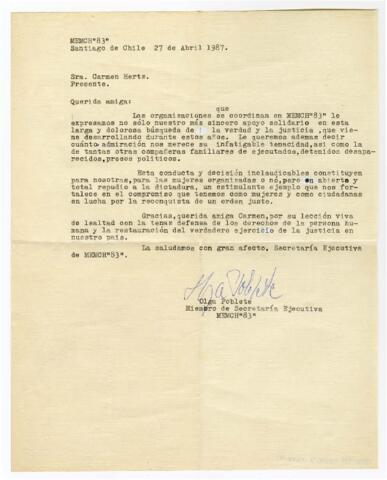 MEMCH"83"
Santiago de Chile 27 de Abril 1987.
Sra. Carmen Hertz.
Presente.
Querida amiga:
que
Las organizaciones se coordinan en MEMCH"83" le
expresamos no sólo nuestro más sincero apoyo solidario en esta
larga y dolorosa búsqueda de la verdad y la justicia ,que vie-
ne desarrollando durante estos años. Le queremos además decir
cuánto admiración nos merece su infatigable tenacidad, así como la
de tantas otras compañeras familiares de ejecutados, detenidos desapa-
recidos, presos políticos.
Esta conducta y decisión ineludicables constituyen
para nosotras, para las mujeres organizadas o nó, pero en abierto y
total repudio a la dictadura, un estimulante ejemplo que nos for-
talece en el compromiso que tenemos como mujeres y como ciudadanas
en lucha por la reconquista de un orden justo.
Gracias, querida amiga Carmen, por su lección viva
de lealtad con la tenaz defensa de los derechos de la persona hu-
mana y la restauración del verdadero ejercicio de la justicia en
nuestro país.
La saludamos con gran afecto, Secretaría Ejecutiva
de MEMCH"83".
Olga Poblete
Olga Poblete
Miembro de Secretaría Ejecutiva
MEMCH"83"